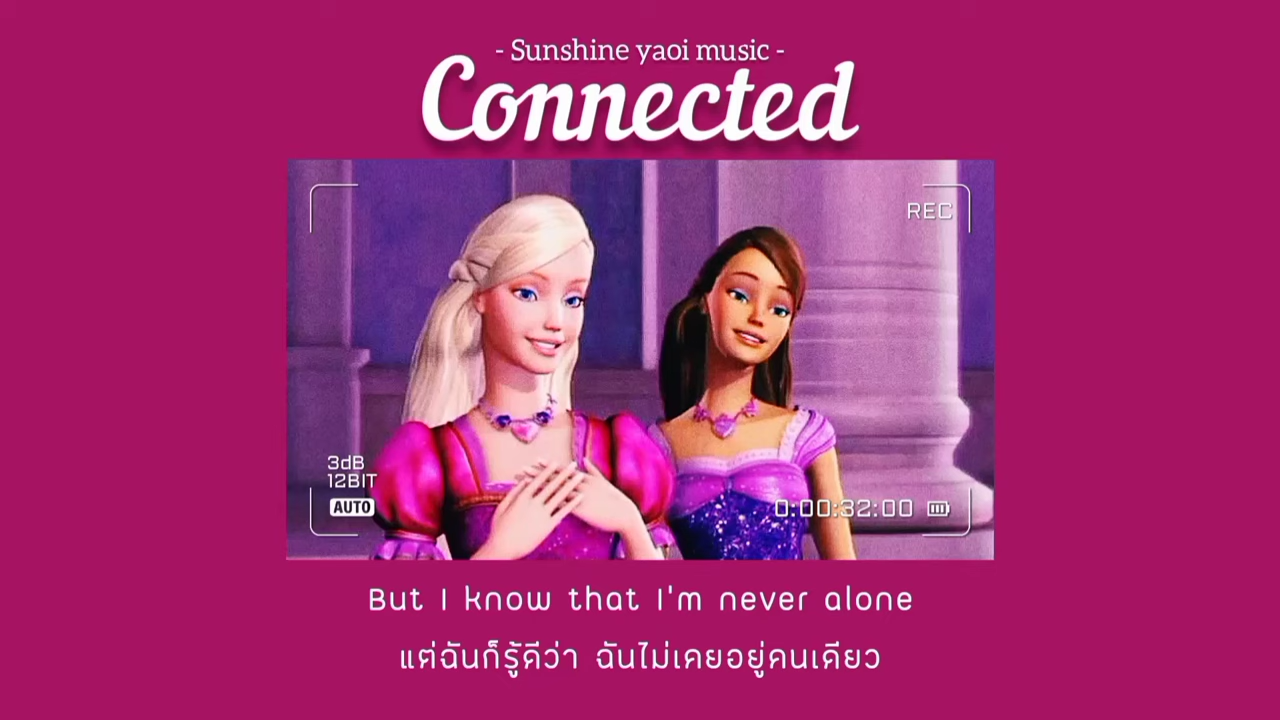 - Sunshine yaoi music -
Connected
REC
3dB
12BIT
AUTO
0:00:32:00
But I know that I'm never alone
แต่ฉันก็รู้ดีว่า ฉันไม่เคยอยู่คนเดียว